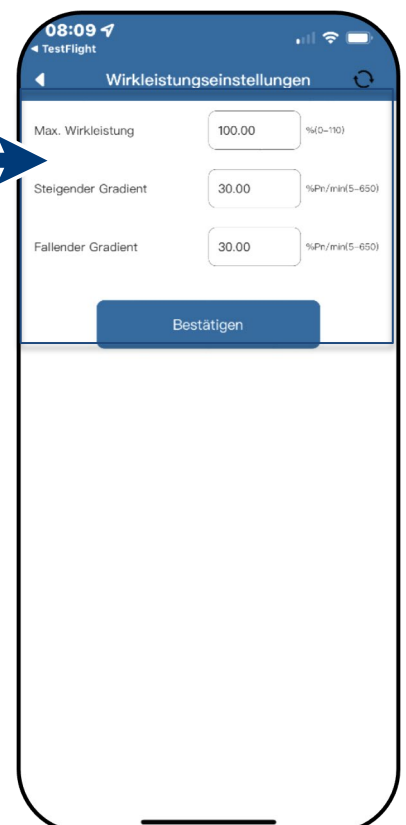 08:09
◀ TestFlight
Wirkleistungseinstellungen
Max. Wirkleistung 100.00 %(0-110)
Steigender Gradient 30.00 %Pn/min(5-650)
Fallender Gradient 30.00 %Pn/min(5-650)
Bestätigen